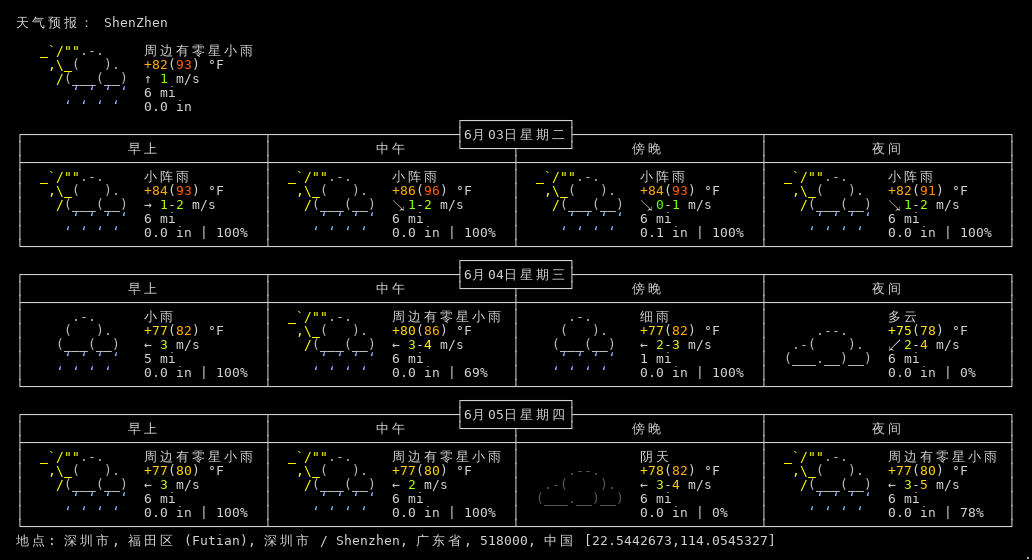 天气预报： ShenZhen
周边有零星小雨
+82(93) °F
↑ 1 m/s
6 mi
0.0 in
6月03日星期二
早上 中午 傍晚 夜间
小阵雨 小阵雨 小阵雨 小阵雨
+84(93) °F +86(96) °F +84(93) °F +82(91) °F
→ 1-2 m/s ↘ 1-2 m/s ↘ 0-1 m/s ↘ 1-2 m/s
6 mi 6 mi 6 mi 6 mi
0.0 in | 100% 0.0 in | 100% 0.1 in | 100% 0.0 in | 100%
6月04日星期三
早上 中午 傍晚 夜间
小雨 周边有零星小雨 细雨 多云
+77(82) °F +80(86) °F +77(82) °F +75(78) °F
← 3 m/s ← 3-4 m/s ← 2-3 m/s ↙ 2-4 m/s
5 mi 6 mi 1 mi 6 mi
0.0 in | 100% 0.0 in | 69% 0.0 in | 100% 0.0 in | 0%
6月05日星期四
早上 中午 傍晚 夜间
周边有零星小雨 周边有零星小雨 阴天 周边有零星小雨
+77(80) °F +77(80) °F +78(82) °F +77(80) °F
← 3 m/s ← 2 m/s ← 3-4 m/s ← 3-5 m/s
6 mi 6 mi 6 mi 6 mi
0.0 in | 100% 0.0 in | 100% 0.0 in | 0% 0.0 in | 78%
地点: 深圳市, 福田区 (Futian), 深圳市 / Shenzhen, 广东省, 518000, 中国 [22.5442673,114.0545327]